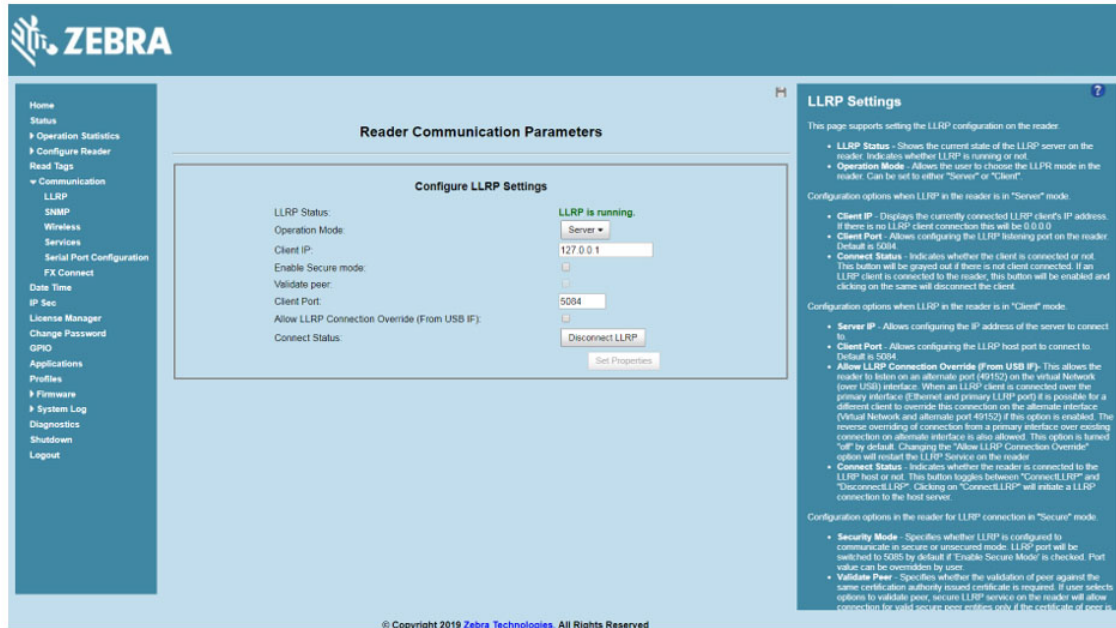 ZEBRA
Home
Status
Operation Statistics
Configure Reader
Read Tags
Communication
LLRP
SNMP
Wireless
Services
Serial Port Configuration
FX Connect
Date Time
IP Sec
License Manager
Change Password
GPIO
Applications
Profiles
Firmware
System Log
Diagnostics
Shutdown
Logout
Reader Communication Parameters
Configure LLRP Settings
LLRP Status: LLRP is running.
Operation Mode: Server
Client IP: 127.0.0.1
Enable Secure mode:
Validate peer:
Client Port: 5084
Allow LLRP Connection Override (From USB IF):
Connect Status: Disconnect LLRP
Set Properties
?
LLRP Settings
This page supports setting the LLRP configuration on the reader.
• LLRP Status - Shows the current state of the LLRP server on the
reader. Indicates whether LLRP is running or not.
• Operation Mode - Allows the user to choose the LLPR mode in the
reader. Can be set to either "Server" or "Client".
Configuration options when LLRP in the reader is in "Server" mode.
• Client IP - Displays the currently connected LLRP client's IP address.
If there is no LLRP client connection this will be 0.0.0.0
• Client Port - Allows configuring the LLRP listening port on the reader.
Default is 5084.
• Connect Status - Indicates whether the client is connected or not.
This button will be grayed out if there is not client connected. If an
LLRP client is connected to the reader, this button will be enabled and
clicking on the same will disconnect the client.
Configuration options when LLRP in the reader is in "Client" mode.
• Server IP - Allows configuring the IP address of the server to connect
to.
• Client Port - Allows configuring the LLRP host port to connect to.
Default is 5084.
• Allow LLRP Connection Override (From USB IF)- This allows the
reader to listen on an alternate port (49152) on the virtual Network
(over USB) interface. When an LLRP client is connected over the
primary interface (Ethernet and primary LLRP port) it is possible for a
different client to override this connection on the alternate interface
(Virtual Network and alternate port 49152) if this option is enabled. The
reverse overriding of connection from a primary interface over existing
connection on alternate interface is also allowed. This option is turned
"off" by default. Changing the "Allow LLRP Connection Override"
option will restart the LLRP Service on the reader
• Connect Status - Indicates whether the reader is connected to the
LLRP host or not. This button toggles between "ConnectLLRP" and
"DisconnectLLRP". Clicking on "ConnectLLRP" will initiate a LLRP
connection to the host server.
Configuration options in the reader for LLRP connection in "Secure" mode.
• Security Mode - Specifies whether LLRP is configured to
communicate in secure or unsecured mode. LLRP port will be
switched to 5085 by default if 'Enable Secure Mode' is checked. Port
value can be overridden by user.
• Validate Peer - Specifies whether the validation of peer against the
same certification authority issued certificate is required. If user selects
options to validate peer, secure LLRP service on the reader will allow
connection for valid secure peer entities only if the certificate of peer is
© Copyright 2019 Zebra Technologies. All Rights Reserved